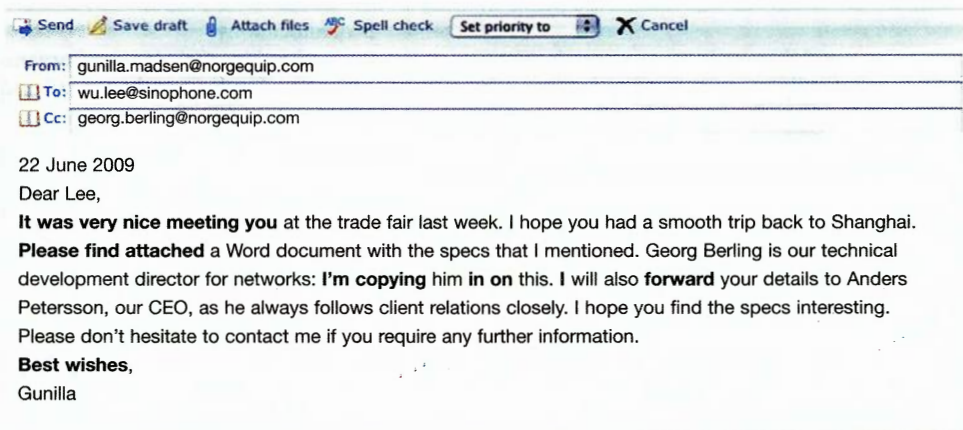 Send Save draft Attach files ABC Spell check Set priority to Cancel
From: gunilla.madsen@norgequip.com
To: wu.lee@sinophone.com
Cc: georg.berling@norgequip.com
22 June 2009
Dear Lee,
It was very nice meeting you at the trade fair last week. I hope you had a smooth trip back to Shanghai.
Please find attached a Word document with the specs that I mentioned. Georg Berling is our technical
development director for networks: I'm copying him in on this. I will also forward your details to Anders
Petersson, our CEO, as he always follows client relations closely. I hope you find the specs interesting.
Please don't hesitate to contact me if you require any further information.
Best wishes,
Gunilla